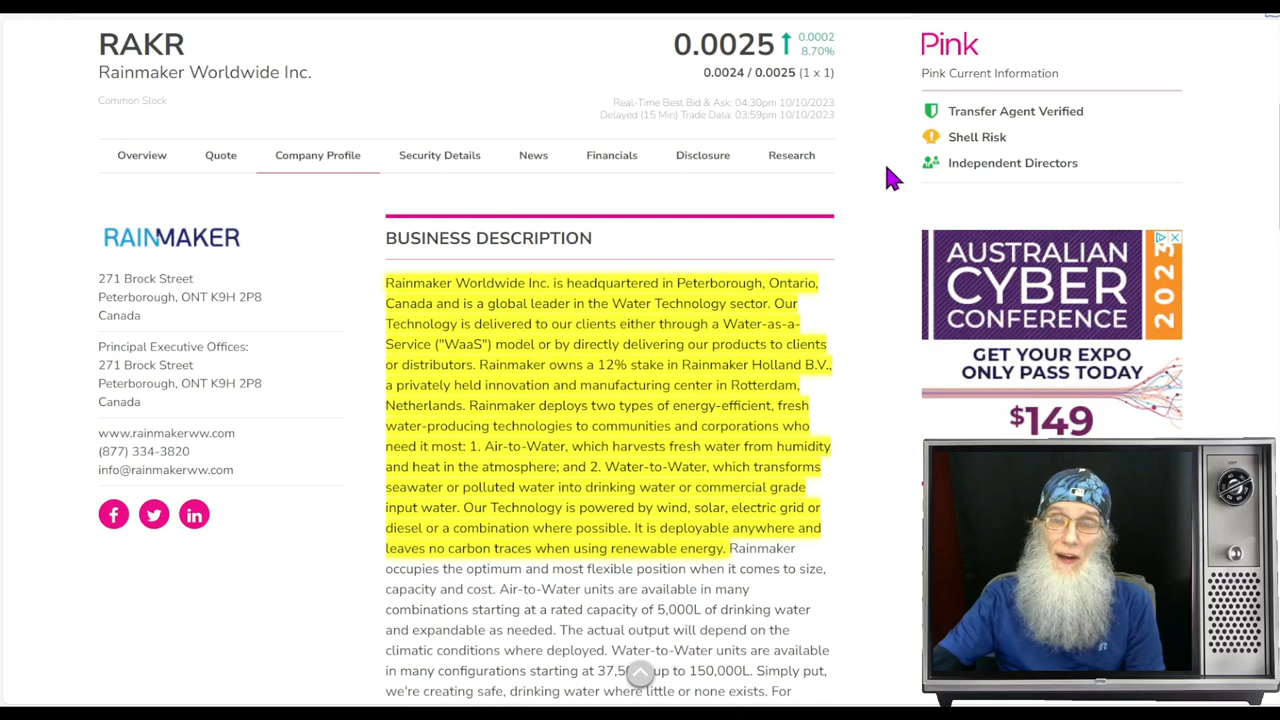 RAKR
Rainmaker Worldwide Inc.
Common Stock
0.0025
0.0002
8.70%
0.0024 / 0.0025 (1 x 1)
Real-Time Best Bid & Ask: 04:30pm 10/10/2023
Delayed (15 Min) Trade Data: 03:59pm 10/10/2023
Pink
Pink Current Information
Transfer Agent Verified
Shell Risk
Independent Directors
Overview
Quote
Company Profile
Security Details
News
Financials
Disclosure
Research
RAINMAKER
271 Brock Street
Peterborough, ONT K9H 2P8
Canada
Principal Executive Offices:
271 Brock Street
Peterborough, ONT K9H 2P8
Canada
www.rainmakerww.com
(877) 334-3820
info@rainmakerww.com
BUSINESS DESCRIPTION
Rainmaker Worldwide Inc. is headquartered in Peterborough, Ontario,
Canada and is a global leader in the Water Technology sector. Our
Technology is delivered to our clients either through a Water-as-a-
Service ("WaaS") model or by directly delivering our products to clients
or distributors. Rainmaker owns a 12% stake in Rainmaker Holland B.V.,
a privately held innovation and manufacturing center in Rotterdam,
Netherlands. Rainmaker deploys two types of energy-efficient, fresh
water-producing technologies to communities and corporations who
need it most: 1. Air-to-Water, which harvests fresh water from humidity
and heat in the atmosphere; and 2. Water-to-Water, which transforms
seawater or polluted water into drinking water or commercial grade
input water. Our Technology is powered by wind, solar, electric grid or
diesel or a combination where possible. It is deployable anywhere and
leaves no carbon traces when using renewable energy. Rainmaker
occupies the optimum and most flexible position when it comes to size,
capacity and cost. Air-to-Water units are available in many
combinations starting at a rated capacity of 5,000L of drinking water
and expandable as needed. The actual output will depend on the
climatic conditions where deployed. Water-to-Water units are available
in many configurations starting at 37,5 up to 150,000L. Simply put,
we're creating safe, drinking water where little or none exists. For
AUSTRALIAN
CYBER
CONFERENCE
2023
GET YOUR EXPO
ONLY PASS TODAY
$149